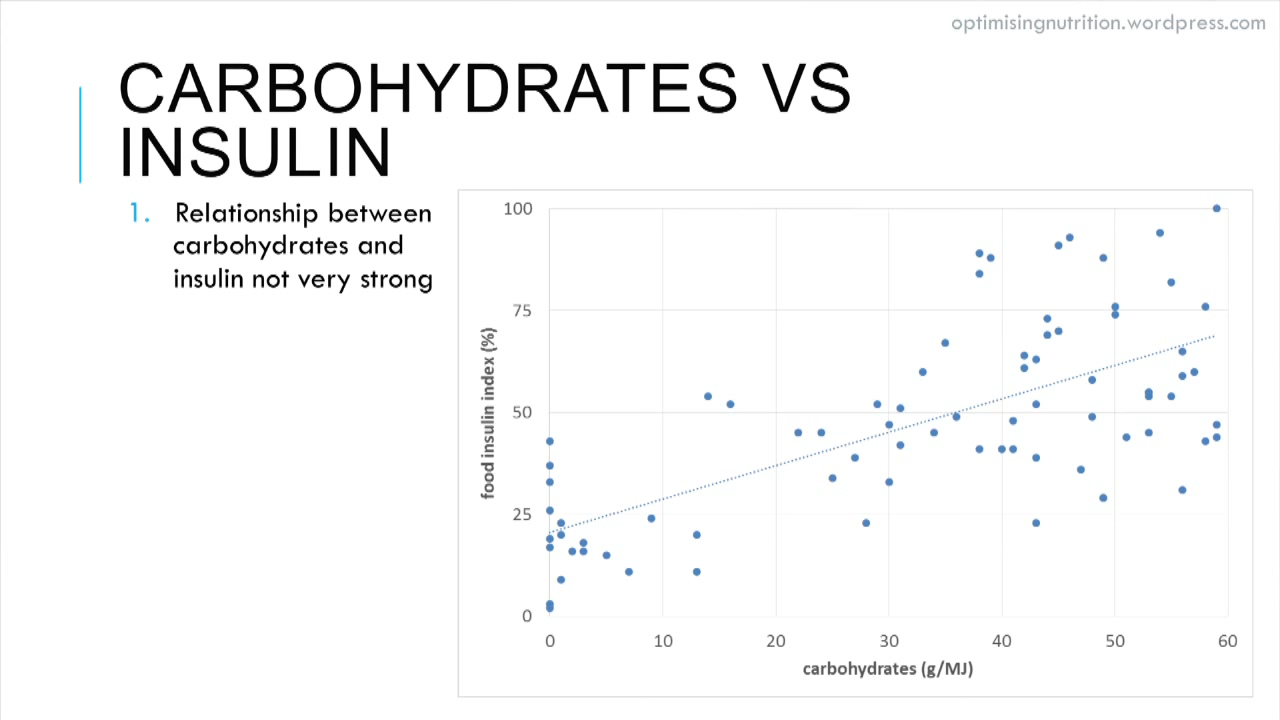 optimisingnutrition.wordpress.com
CARBOHYDRATES VS
INSULIN
1. Relationship between
carbohydrates and
insulin not very strong
100
75
50
25
0
food insulin index (%)
0 10 20 30 40 50 60
carbohydrates (g/MJ)